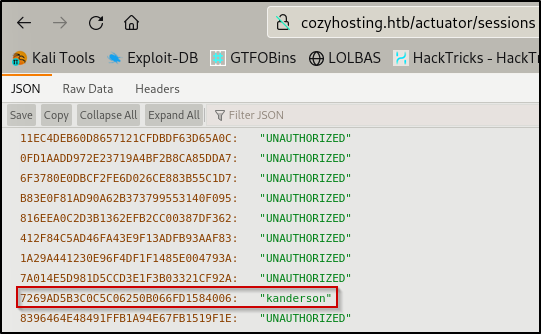 cozyhosting.htb/actuator/sessions
Kali Tools Exploit-DB GTFOBins LOLBAS HackTricks - HackTr
JSON Raw Data Headers
Save Copy Collapse All Expand All Filter JSON
11EC4DEB60D8657121CFDBDF63D65A0C: "UNAUTHORIZED"
0FD1AADD972E23719A4BF2B8CA85DDA7: "UNAUTHORIZED"
6F3780E0DBCF2FE6D026CE883B55C1D7: "UNAUTHORIZED"
B83E0F81AD90A62B373799553140F095: "UNAUTHORIZED"
816EEA0C2D3B1362EFB2CC00387DF362: "UNAUTHORIZED"
412F84C5AD46FA43E9F13ADFB93AAF83: "UNAUTHORIZED"
1A29A441230E96F4DF1F1485E004793A: "UNAUTHORIZED"
7A014E5D981D5CCD3E1F3B03321CF92A: "UNAUTHORIZED"
7269AD5B3C0C5C06250B066FD1584006: "kanderson"
8396464E48491FFB1A94E67FB1519F1E: "UNAUTHORIZED"